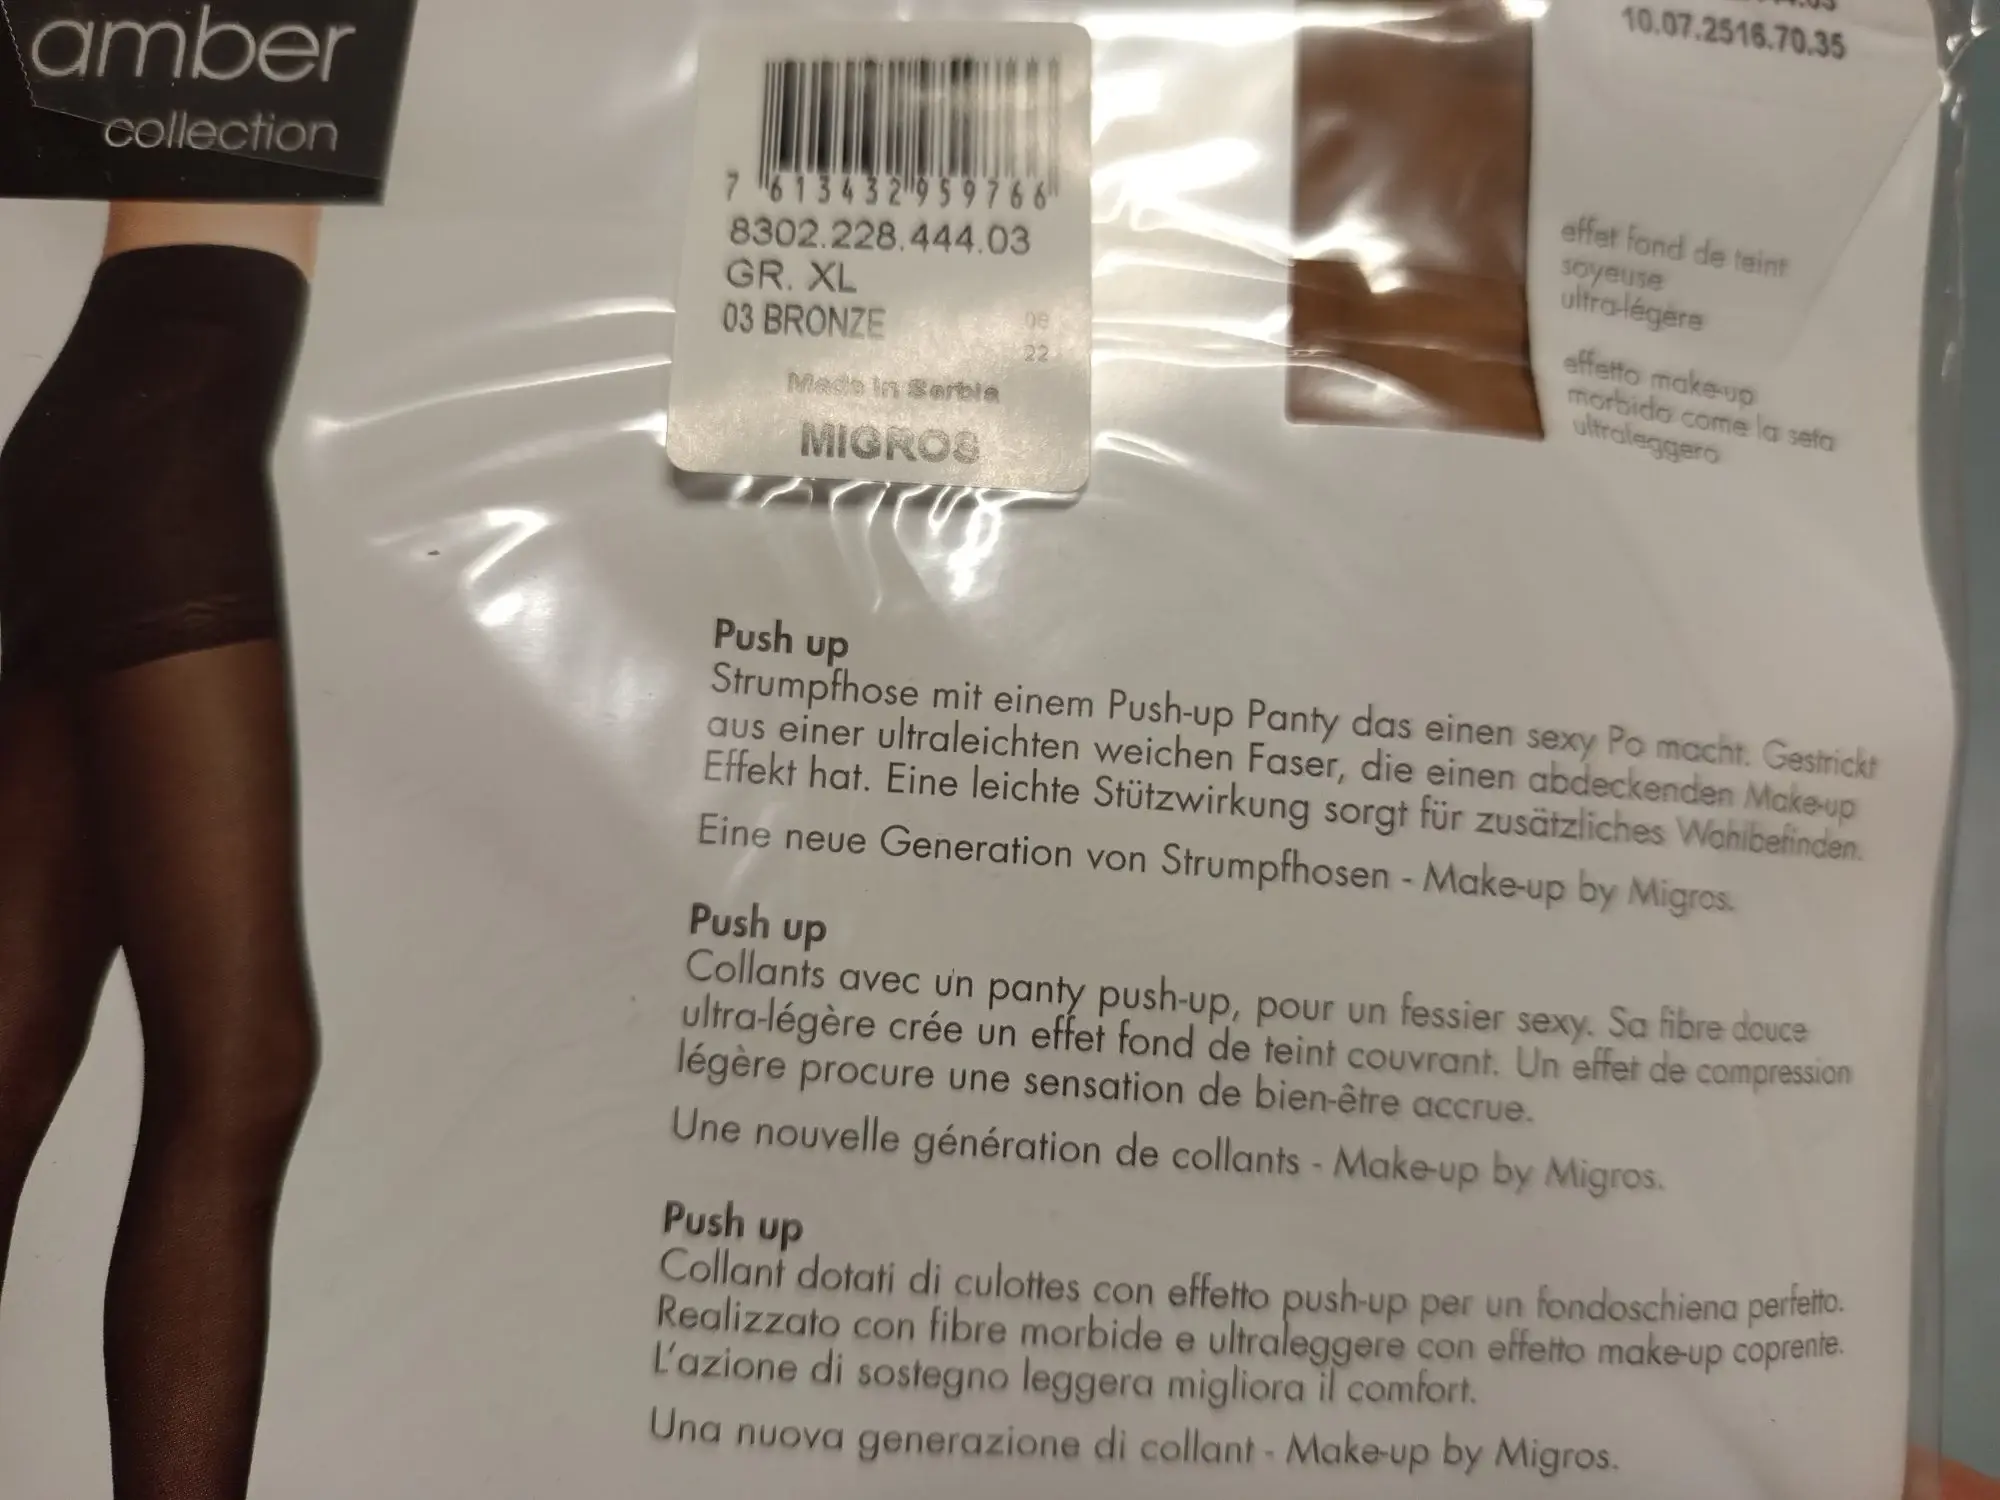 amber
collection
10.07.2516.70.35
7 613432 959766
8302.228.444.03
GR. XL
03 BRONZE
08
22
Made in Serbia
MIGROS
effet fond de teint
soyeuse
ultra-légère
effetto make-up
morbido come la seta
ultraleggero
Push up
Strumpfhose mit einem Push-up Panty das einen sexy Po macht. Gestrickt
aus einer ultraleichten weichen Faser, die einen abdeckenden Make-up
Effekt hat. Eine leichte Stützwirkung sorgt für zusätzliches Wohlbefinden.
Eine neue Generation von Strumpfhosen - Make-up by Migros.
Push up
Collants avec un panty push-up, pour un fessier sexy. Sa fibre douce
ultra-légère crée un effet fond de teint couvrant. Un effet de compression
légère procure une sensation de bien-être accrue.
Une nouvelle génération de collants - Make-up by Migros.
Push up
Collant dotati di culottes con effetto push-up per un fondoschiena perfetto.
Realizzato con fibre morbide e ultraleggere con effetto make-up coprente.
L'azione di sostegno leggera migliora il comfort.
Una nuova generazione di collant - Make-up by Migros.